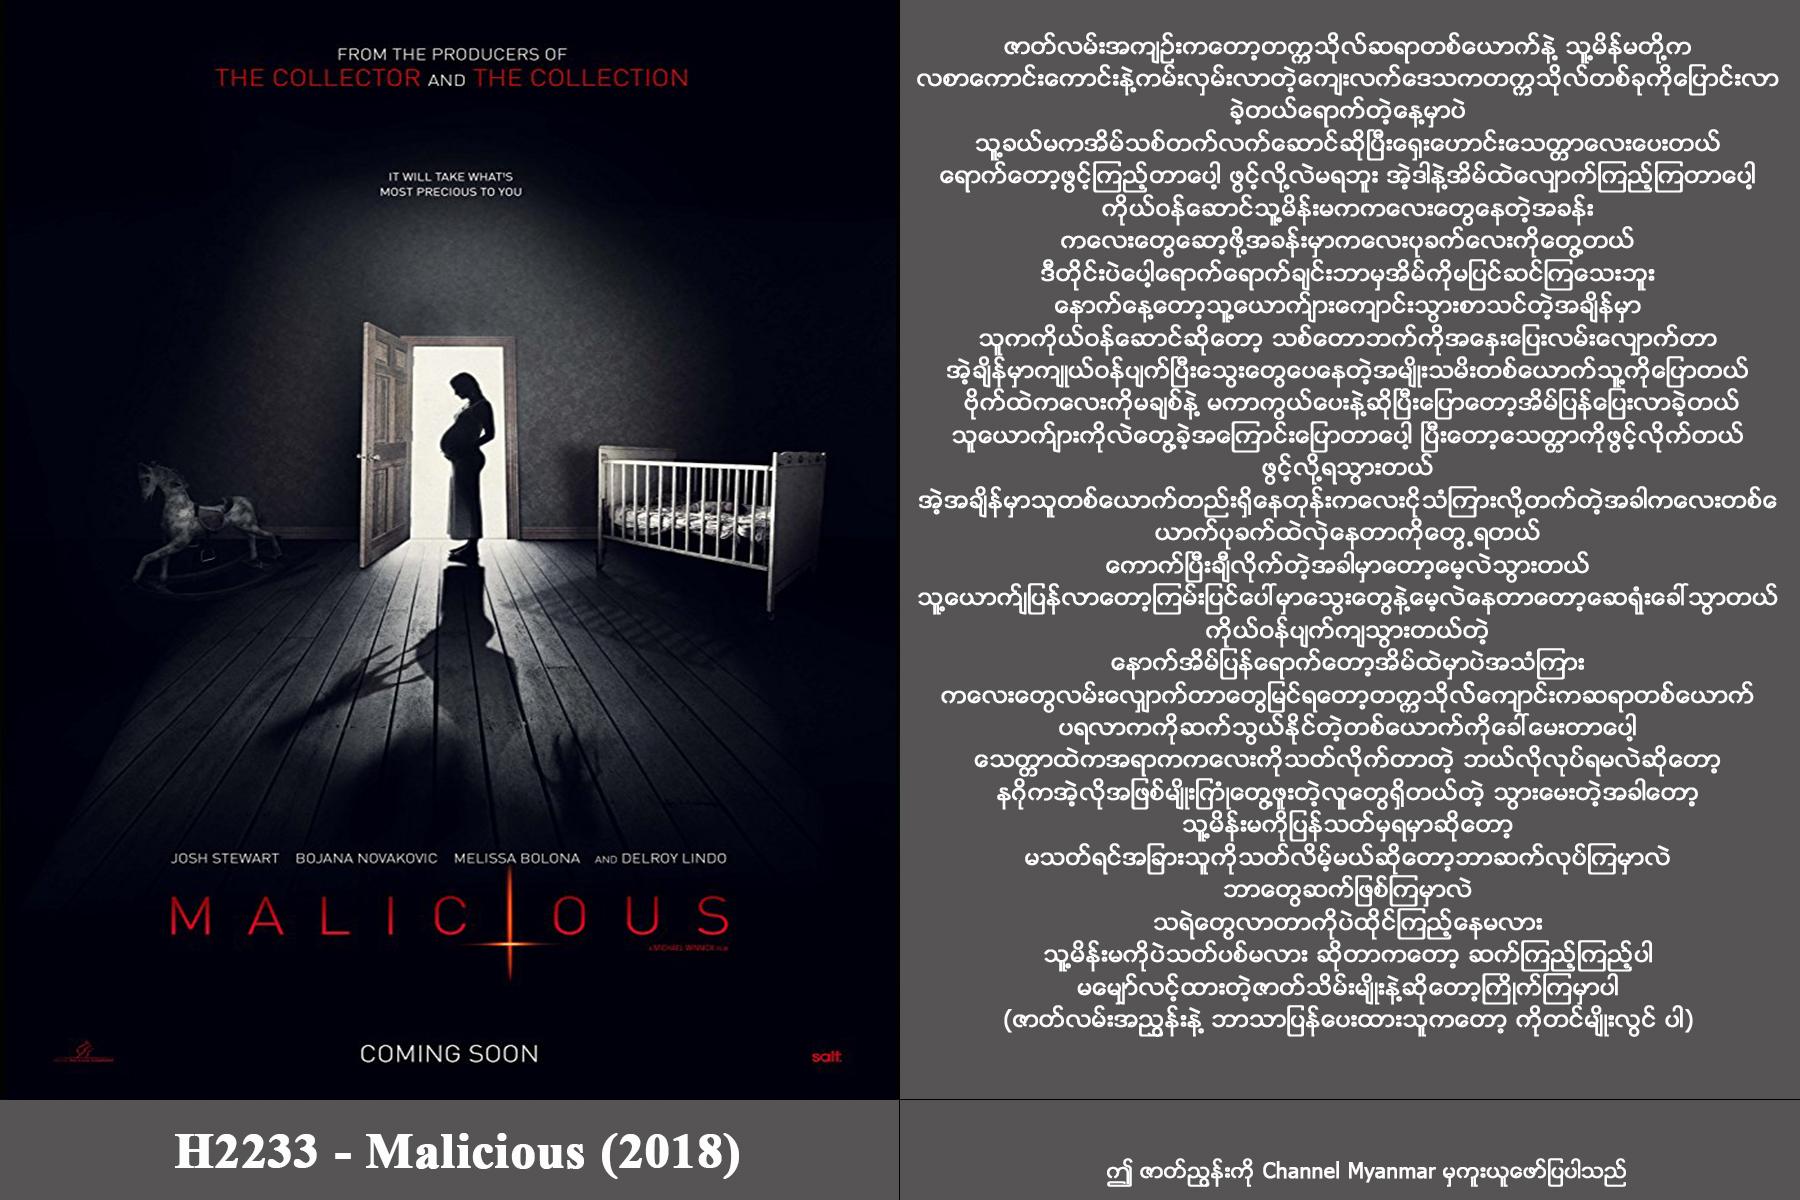 FROM THE PRODUCERS OF
THE COLLECTOR AND THE COLLECTION
IT WILL TAKE WHAT'S
MOST PRECIOUS TO YOU
JOSH STEWART BOJANA NOVAKOVIC MELISSA BOLONA AND DELROY LINDO
MALICIOUS
A MICHAEL WINNICK FILM
COMING SOON
salt
H2233 - Malicious (2018)
ဇာတ်လမ်းအကျဉ်းကတော့တက္ကသိုလ်ဆရာတစ်ယောက်နဲ့ သူ့မိန်မတို့က
လစာကောင်းကောင်းနဲ့ကမ်းလှမ်းလာတဲ့ကျေးလက်ဒေသကတက္ကသိုလ်တစ်ခုကိုပြောင်းလာ
ခဲ့တယ်ရောက်တဲ့နေ့မှာပဲ
သူ့ခယ်မကအိမ်သစ်တက်လက်ဆောင်ဆိုပြီးရှေးဟောင်းသေတ္တာလေးပေးတယ်
ရောက်တော့ဖွင့်ကြည့်တာပေါ့ ဖွင့်လို့လဲမရဘူး အဲ့ဒါနဲ့အိမ်ထဲလျောက်ကြည့်ကြတာပေါ့
ကိုယ်ဝန်ဆောင်သူ့မိန်းမကကလေးတွေနေတဲ့အခန်း
ကလေးတွေဆော့ဖို့အခန်းမှာကလေးပုခက်လေးကိုတွေ့တယ်
ဒီတိုင်းပဲပေါ့ရောက်ရောက်ချင်းဘာမှအိမ်ကိုမပြင်ဆင်ကြသေးဘူး
နောက်နေ့တော့သူ့ယောက်ျားကျောင်းသွားစာသင်တဲ့အချိန်မှာ
သူကကိုယ်ဝန်ဆောင်ဆိုတော့ သစ်တောဘက်ကိုအနှေးပြေးလမ်းလျှောက်တာ
အဲ့ချိန်မှာကျုယ်ဝန်ပျက်ပြီးသွေးတွေပေနေတဲ့အမျိုးသမီးတစ်ယောက်သူ့ကိုပြောတယ်
ဗိုက်ထဲကလေးကိုမချစ်နဲ့ မကာကွယ်ပေးနဲ့ဆိုပြီးပြောတော့အိမ်ပြန်ပြေးလာခဲ့တယ်
သူယောက်ျားကိုလဲတွေ့ခဲ့အကြောင်းပြောတာပေါ့ ပြီးတော့သေတ္တာကိုဖွင့်လိုက်တယ်
ဖွင့်လို့ရသွားတယ်
အဲ့အချိန်မှာသူတစ်ယောက်တည်းရှိနေတုန်းကလေးငိုသံကြားလို့တက်တဲ့အခါကလေးတစ်ေ
ယာက်ပုခက်ထဲလှဲနေတာကိုတွေ့ရတယ်
ကောက်ပြီးချီလိုက်တဲ့အခါမှာတော့မေ့လဲသွားတယ်
သူ့ယောက်ျပြန်လာတော့ကြမ်းပြင်ပေါ်မှာသွေးတွေနဲ့မေ့လဲနေတာတော့ဆေရုံးခေါ်သွာတယ်
ကိုယ်ဝန်ပျက်ကျသွားတယ်တဲ့
နောက်အိမ်ပြန်ရောက်တော့အိမ်ထဲမှာပဲအသံကြား
ကလေးတွေလမ်းလျှောက်တာတွေမြင်ရတော့တက္ကသိုလ်ကျောင်းကဆရာတစ်ယောက်
ပရလာကကိုဆက်သွယ်နိုင်တဲ့တစ်ယောက်ကိုခေါ်မေးတာပေါ့
သေတ္တာထဲကအရာကကလေးကိုသတ်လိုက်တာတဲ့ ဘယ်လိုလုပ်ရမလဲဆိုတော့
နဂိုကအဲ့လိုအဖြစ်မျိုးကြုံတွေ့ဖူးတဲ့လူတွေရှိတယ်တဲ့ သွားမေးတဲ့အခါတော့
သူ့မိန်းမကိုပြန်သတ်မှရမှာဆိုတော့
မသတ်ရင်အခြားသူကိုသတ်လိမ့်မယ်ဆိုတော့ဘာဆက်လုပ်ကြမှာလဲ
ဘာတွေဆက်ဖြစ်ကြမှာလဲ
သရဲတွေလာတာကိုပဲထိုင်ကြည့်နေမလား
သူ့မိန်းမကိုပဲသတ်ပစ်မလား ဆိုတာကတော့ ဆက်ကြည့်ကြည့်ပါ
မမျှော်လင့်ထားတဲ့ဇာတ်သိမ်းမျိုးနဲ့ဆိုတော့ကြိုက်ကြမှာပါ
(ဇာတ်လမ်းအညွှန်းနဲ့ ဘာသာပြန်ပေးထားသူကတော့ ကိုတင်မျိုးလွင် ပါ)
ဤ ဇာတ်ညွှန်းကို Channel Myanmar မှကူးယူဖော်ပြပါသည်